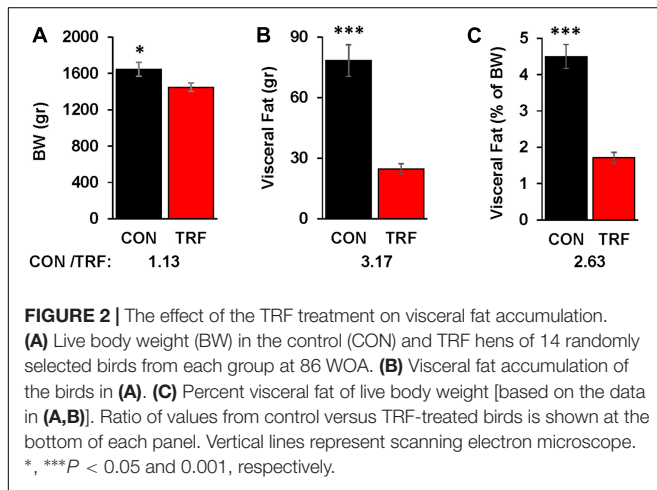 A
B
C
2000
1600
1200
800
400
0
BW (gr)
*
CON TRF
90
60
30
0
Visceral Fat (gr)
***
CON TRF
5
4
3
2
1
0
Visceral Fat (% of BW)
***
CON TRF
CON /TRF: 1.13 3.17 2.63
FIGURE 2 | The effect of the TRF treatment on visceral fat accumulation.
(A) Live body weight (BW) in the control (CON) and TRF hens of 14 randomly
selected birds from each group at 86 WOA. (B) Visceral fat accumulation of
the birds in (A). (C) Percent visceral fat of live body weight [based on the data
in (A,B)]. Ratio of values from control versus TRF-treated birds is shown at the
bottom of each panel. Vertical lines represent scanning electron microscope.
*, ***P < 0.05 and 0.001, respectively.